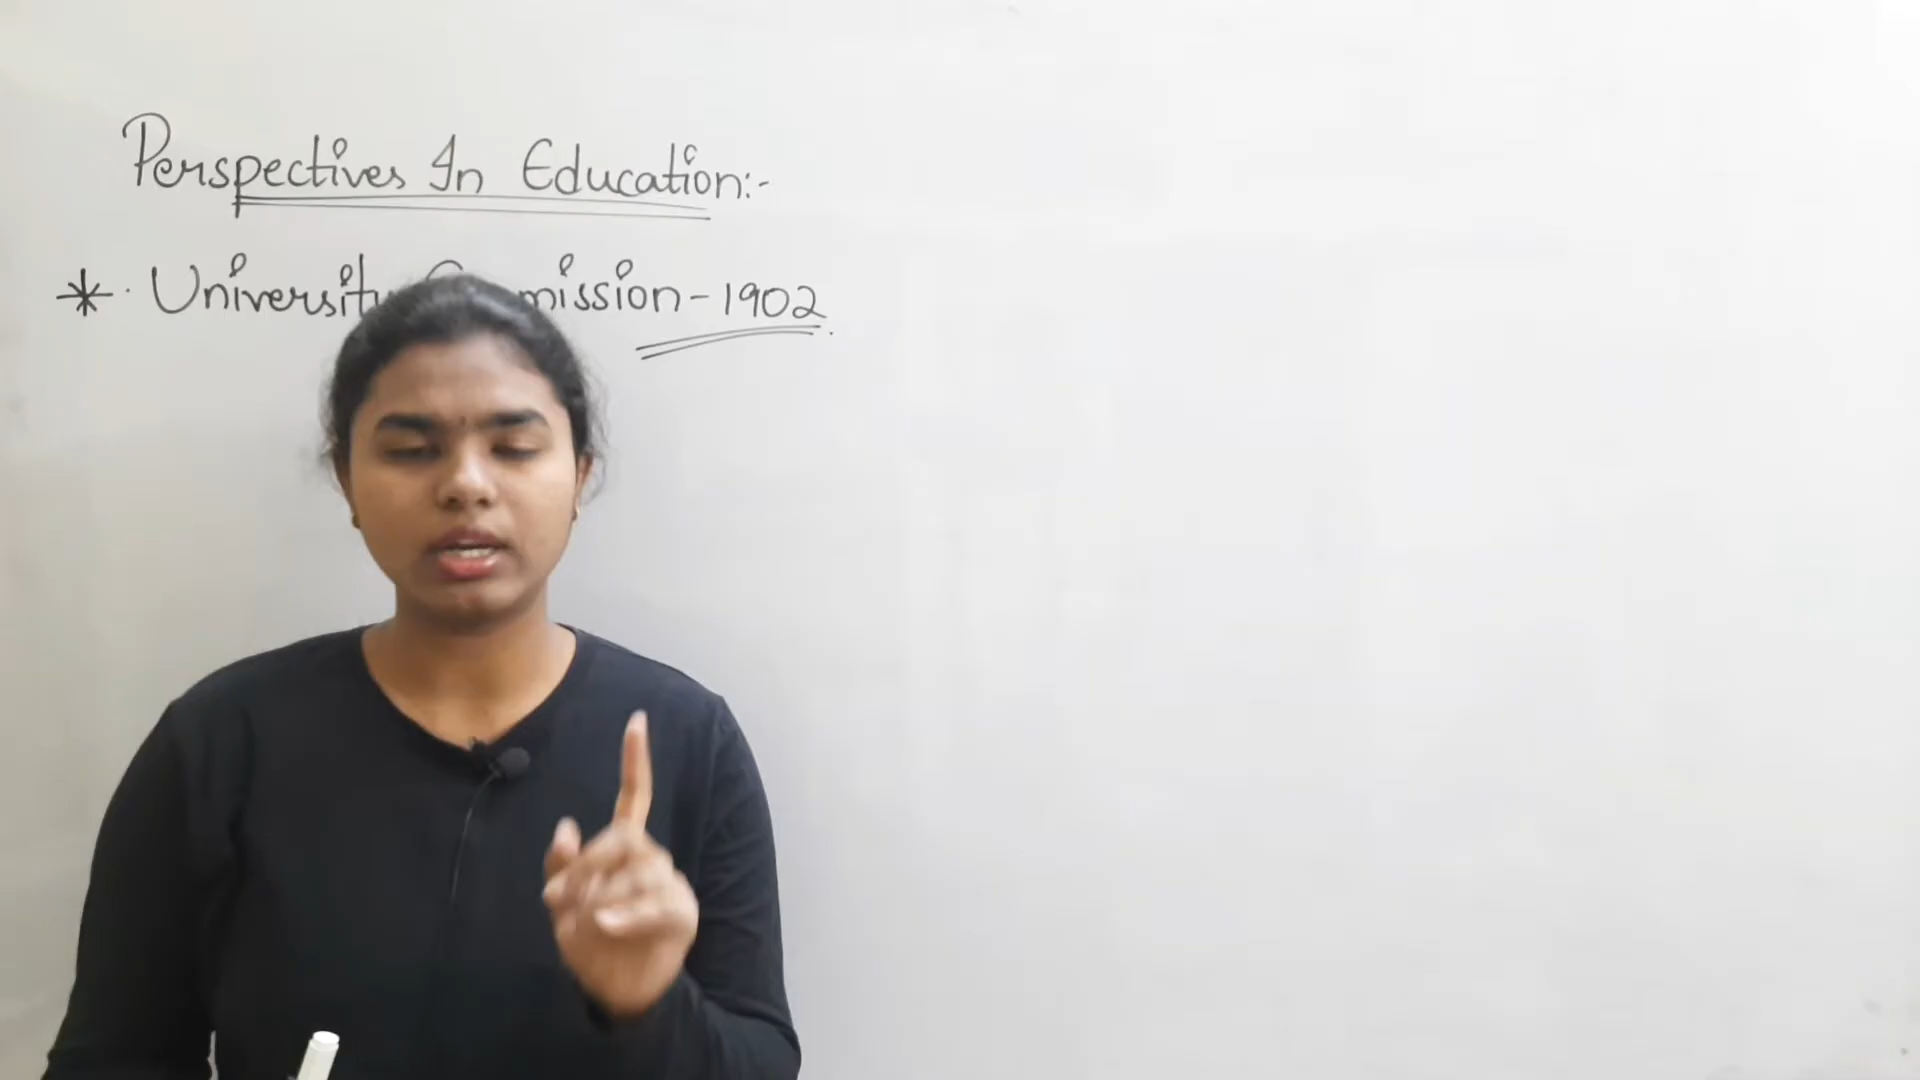 Perspectives In Education:-
*. University Commission-1902.